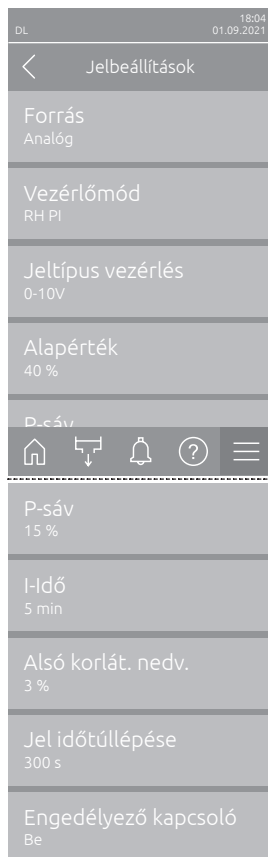 18:04
DL 01.09.2021
Jelbeállítások
Forrás
Analóg
Vezérlőmód
RH PI
Jeltípus vezérlés
0-10V
Alapérték
40 %
P-sáv
?
P-sáv
15 %
I-Idő
5 min
Alsó korlát. nedv.
3 %
Jel időtúllépése
300 s
Engedélyező kapcsoló
Be